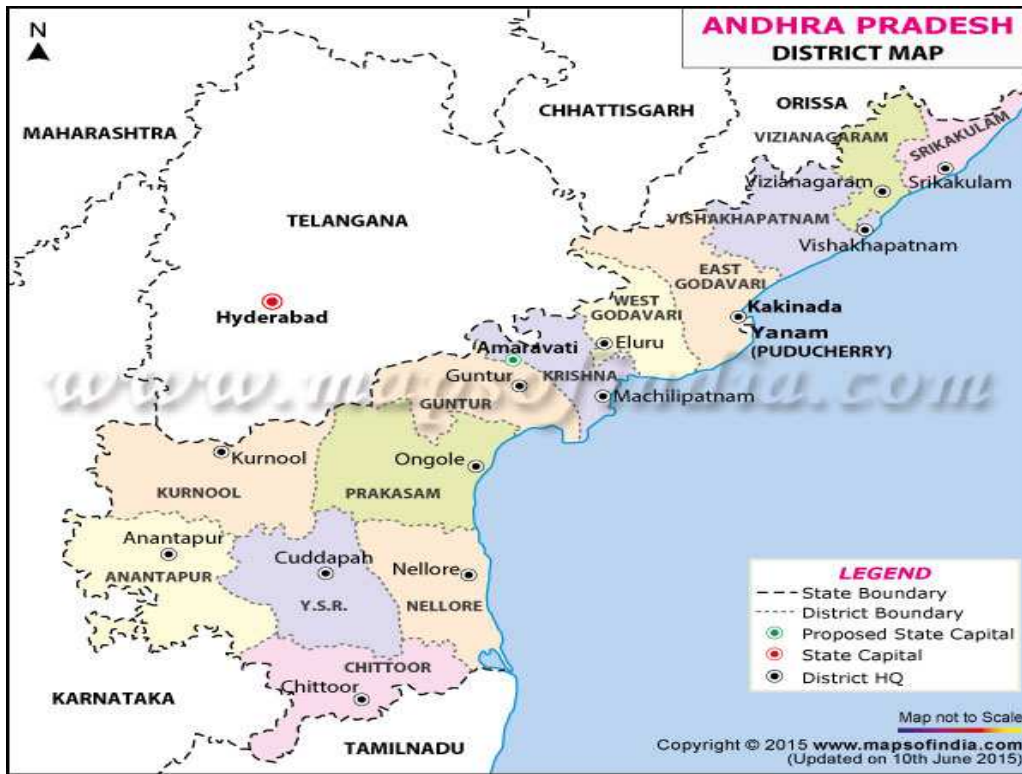 N
ANDHRA PRADESH
DISTRICT MAP
MAHARASHTRA
CHHATTISGARH
ORISSA
VIZIANAGARAM
SRIKAKULAM
Vizianagaram
Srikakulam
TELANGANA
VISHAKHAPATNAM
Vishakhapatnam
EAST
GODAVARI
WEST
GODAVARI
Hyderabad
Kakinada
Yanam
(PUDUCHERRY)
Amaravati
Eluru
KRISHNA
Guntur
GUNTUR
Machilipatnam
www.mapsofindia.com
Kurnool
KURNOOL
Ongole
PRAKASAM
Anantapur
ANANTAPUR
Cuddapah
Y.S.R.
Nellore
NELLORE
CHITTOOR
Chittoor
KARNATAKA
TAMILNADU
LEGEND
State Boundary
District Boundary
Proposed State Capital
State Capital
District HQ
Map not to Scale
Copyright © 2015 www.mapsofindia.com
(Updated on 10th June 2015)